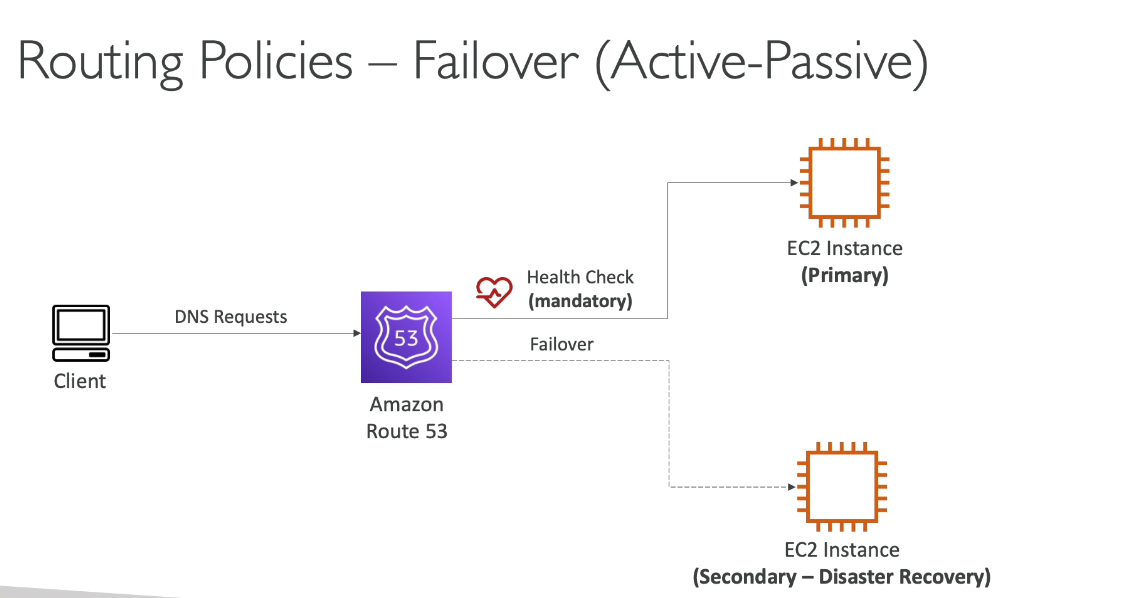 Routing Policies – Failover (Active-Passive)
EC2 Instance
(Primary)
Health Check
(mandatory)
DNS Requests
53
Failover
Client
Amazon
Route 53
EC2 Instance
(Secondary – Disaster Recovery)